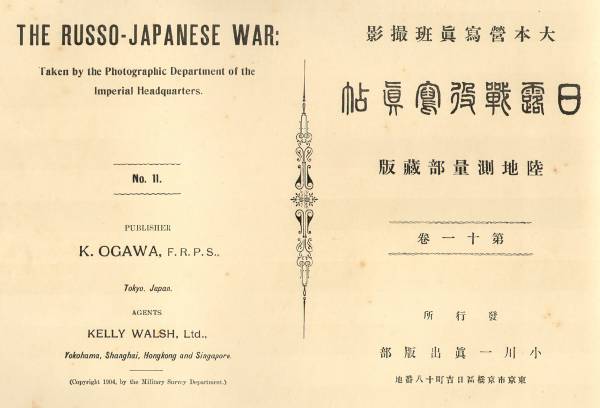 THE RUSSO-JAPANESE WAR:
Taken by the Photographic Department of the
Imperial Headquarters.
No. 11.
PUBLISHER
K. OGAWA, F. R. P. S.,
Tokyo. Japan.
AGENTS
KELLY WALSH, Ltd.,
Yokohama, Shanghai, Hongkong and Singapore.
(Copyright 1904, by the Military Survey Department.)
大本營寫眞班撮影
日露戰役寫眞帖
陸地測量部藏版
第十一卷
發行所
小川一眞出版部
東京市京橋區日吉町十八番地